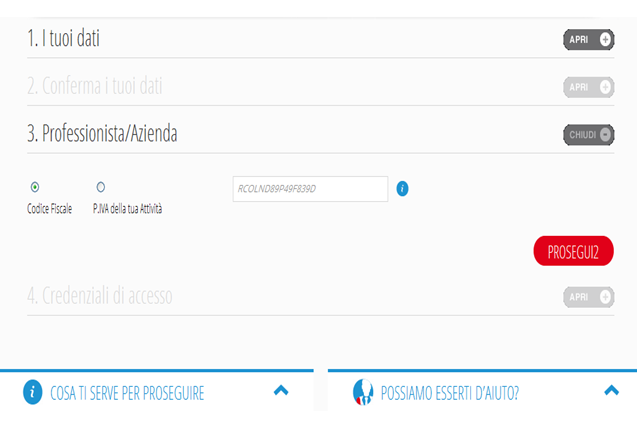 1. I tuoi dati
APRI
2. Conferma i tuoi dati
APRI
3. Professionista/Azienda
CHIUDI
Codice Fiscale
P.IVA della tua Attività
RCOLND89P49F839D
PROSEGUI2
4. Credenziali di accesso
APRI
COSA TI SERVE PER PROSEGUIRE
POSSIAMO ESSERTI D'AIUTO?